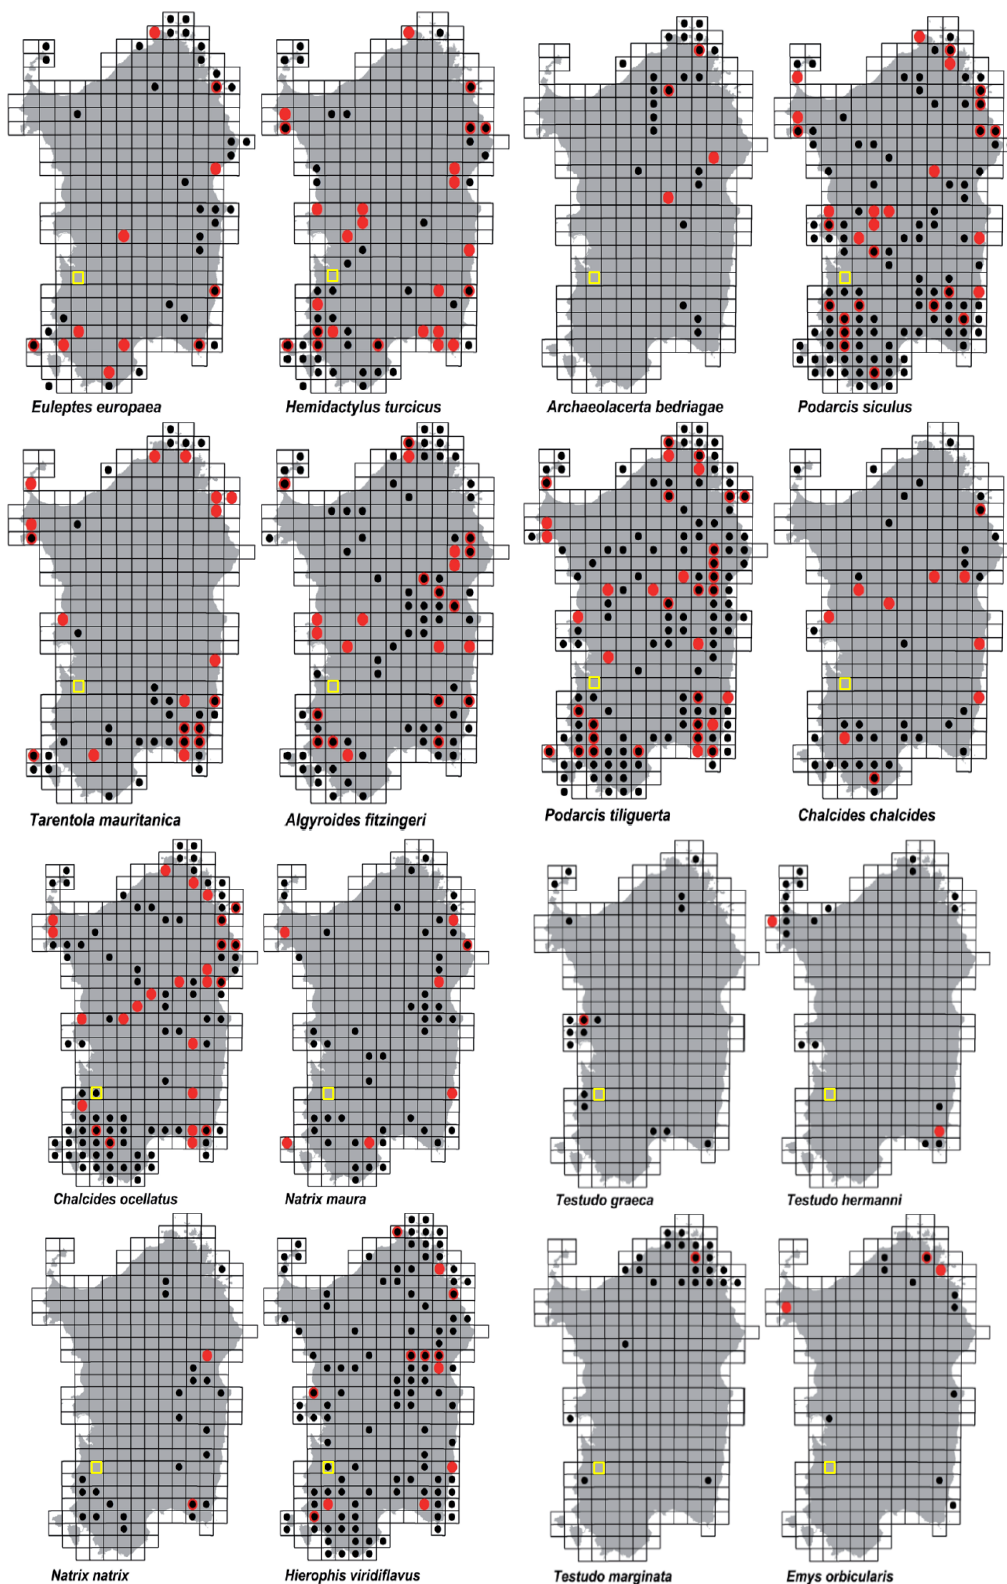 Euleptes europaea
Hemidactylus turcicus
Archaeolacerta bedriagae
Podarcis siculus
Tarentola mauritanica
Algyroides fitzingeri
Podarcis tiliguerta
Chalcides chalcides
Chalcides ocellatus
Natrix maura
Testudo graeca
Testudo hermanni
Natrix natrix
Hierophis viridiflavus
Testudo marginata
Emys orbicularis